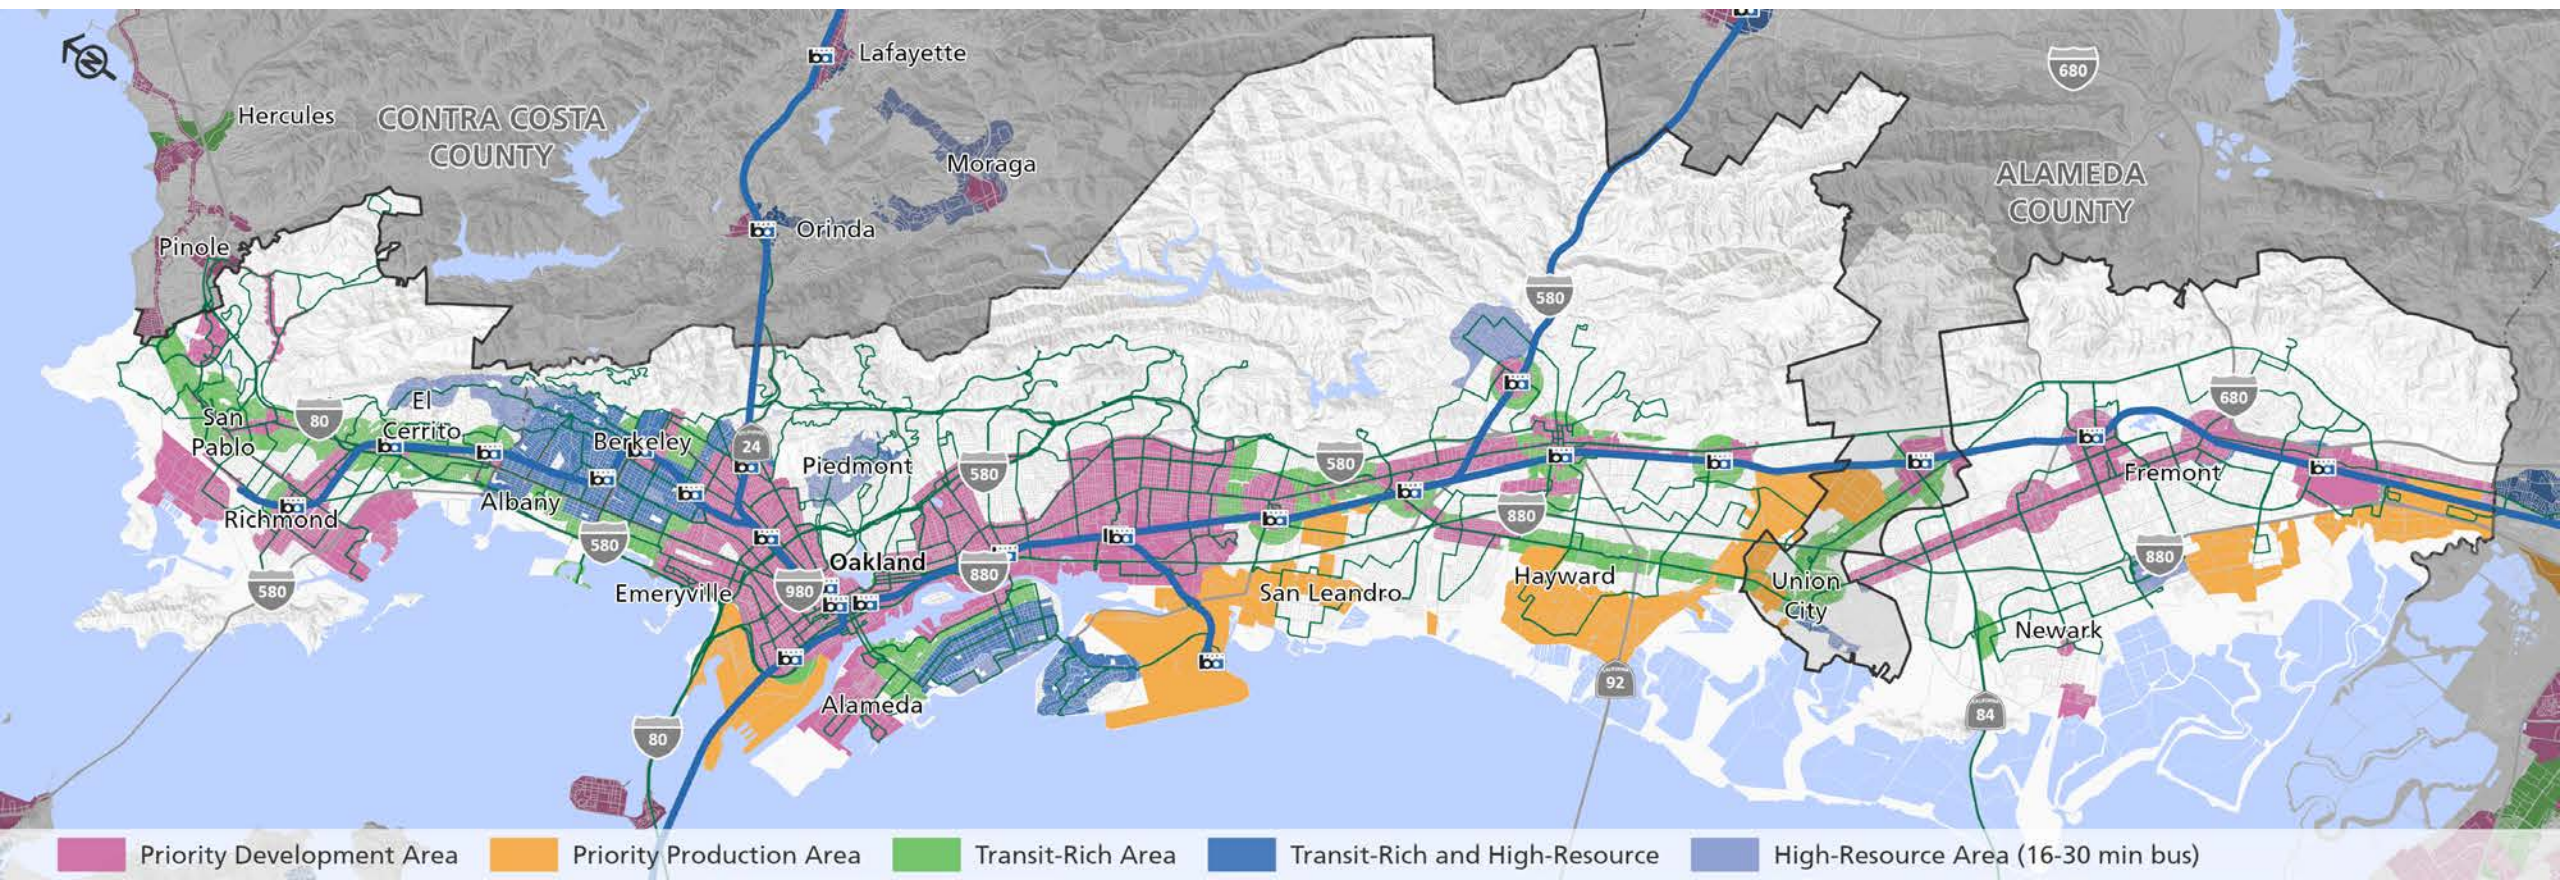 N
Lafayette
680
Hercules
CONTRA COSTA
COUNTY
Moraga
ALAMEDA
COUNTY
Orinda
Pinole
580
El
Cerrito
San
Pablo
80
Berkeley
24
Piedmont
580
580
680
Fremont
Albany
Richmond
580
Emeryville
980
Oakland
880
880
880
San Leandro
Hayward
Union
City
580
Newark
Alameda
80
92
84
Priority Development Area
Priority Production Area
Transit-Rich Area
Transit-Rich and High-Resource
High-Resource Area (16-30 min bus)